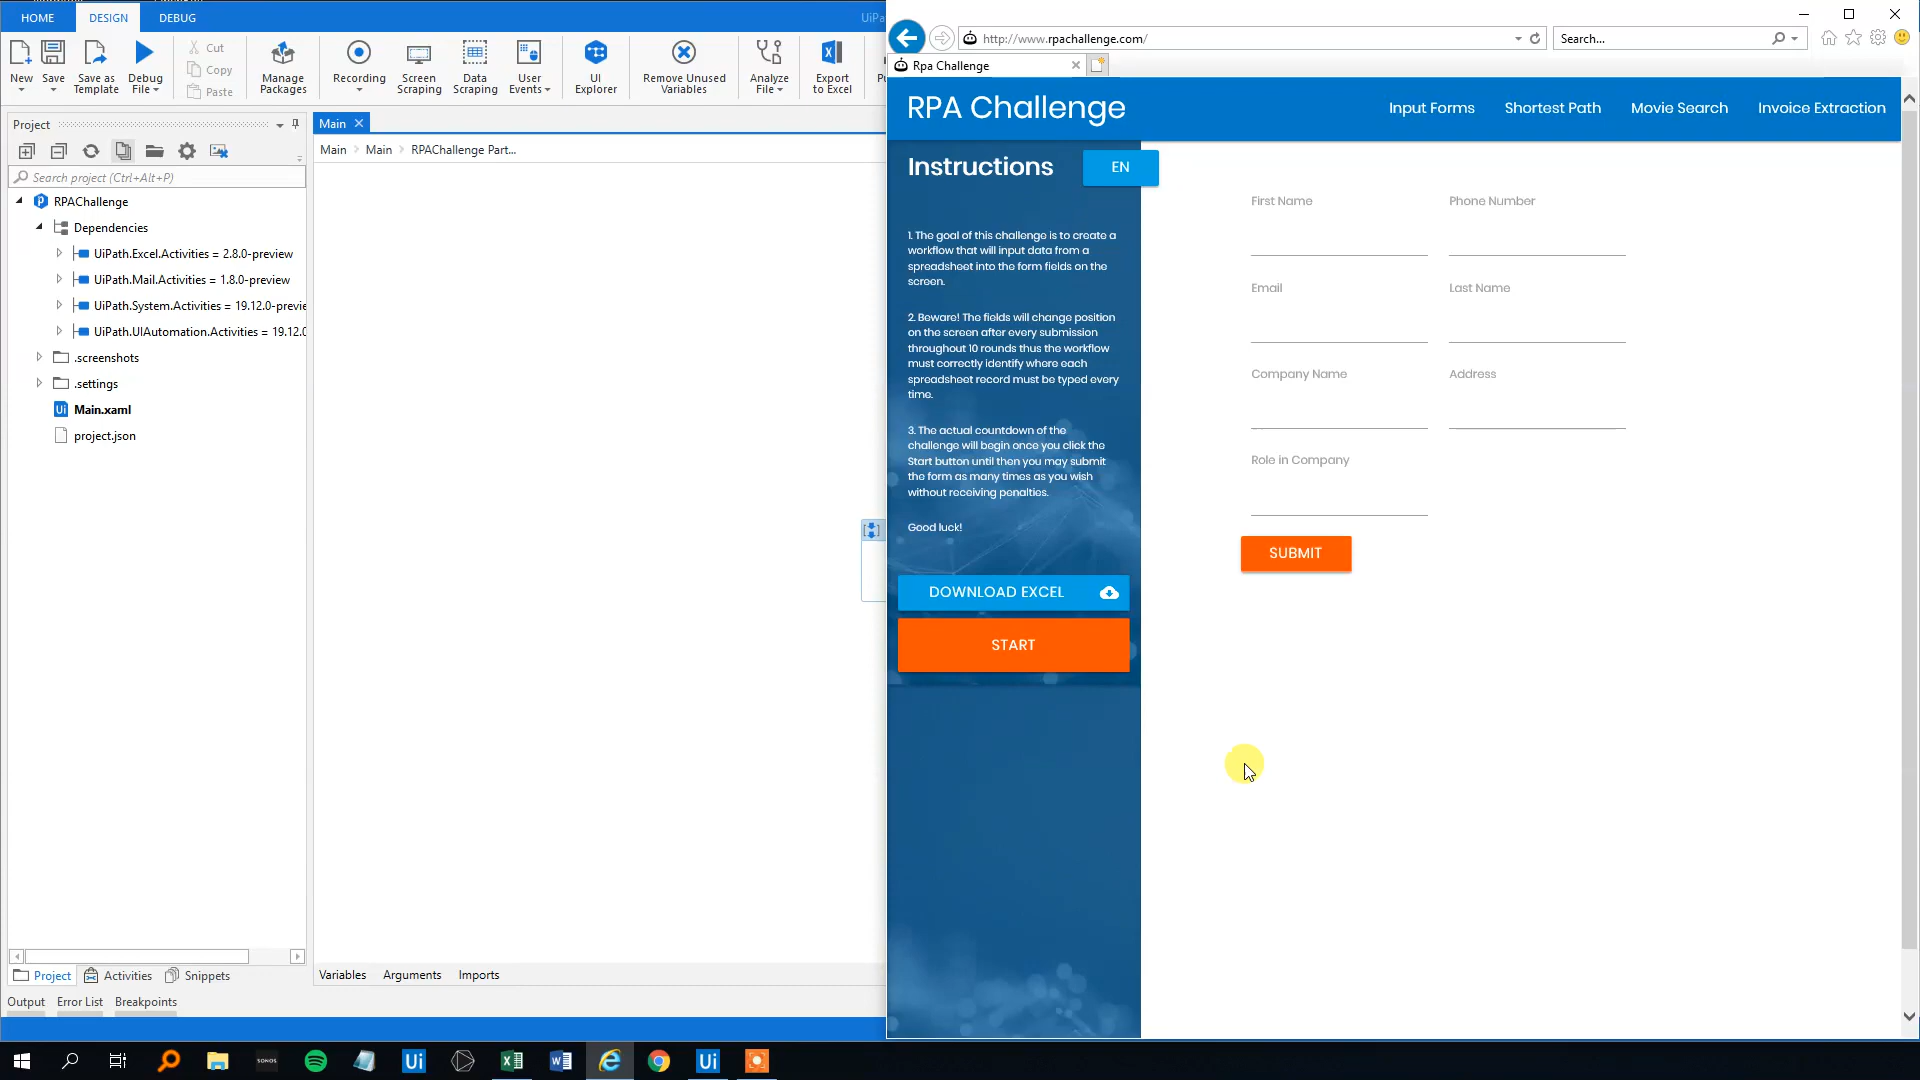 HOME
DESIGN
DEBUG
New
Save
Save as
Template
Debug
File
Cut
Copy
Paste
Manage
Packages
Recording
Screen
Scraping
Data
Scraping
User
Events
UI
Explorer
Remove Unused
Variables
Analyze
File
Export
to Excel
Project
Search project (Ctrl+Alt+P)
RPAChallenge
Dependencies
UiPath.Excel.Activities = 2.8.0-preview
UiPath.Mail.Activities = 1.8.0-preview
UiPath.System.Activities = 19.12.0-previe
UiPath.UIAutomation.Activities = 19.12.0
.screenshots
.settings
Main.xaml
project.json
Project
Activities
Snippets
Output
Error List
Breakpoints
Main
Main
Main
RPAChallenge Part...
Variables
Arguments
Imports
http://www.rpachallenge.com/
Search...
Rpa Challenge
RPA Challenge
Input Forms
Shortest Path
Movie Search
Invoice Extraction
Instructions
EN
1. The goal of this challenge is to create a
workflow that will input data from a
spreadsheet into the form fields on the
screen.
2. Beware! The fields will change position
on the screen after every submission
throughout 10 rounds thus the workflow
must correctly identify where each
spreadsheet record must be typed every
time.
3. The actual countdown of the
challenge will begin once you click the
Start button until then you may submit
the form as many times as you wish
without receiving penalties.
Good luck!
DOWNLOAD EXCEL
START
First Name
Phone Number
Email
Last Name
Company Name
Address
Role in Company
SUBMIT
SONOS
Ui
Ui